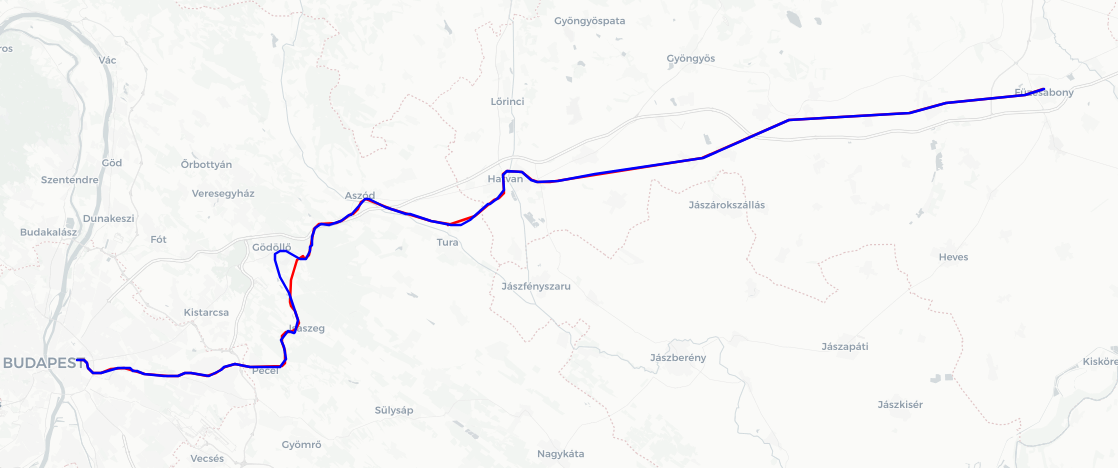 Gyöngyöspata
Vác
Gyöngyös
Füzesabony
Lőrinci
Göd
Őrbottyán
Szentendre
Hatvan
Veresegyház
Aszód
Jászárokszállás
Dunakeszi
Budakalász
Fót
Tura
Gödöllő
Heves
Jászfényszaru
Kistarcsa
Isaszeg
Jászapáti
Jászberény
BUDAPEST
Kisköre
Pécel
Jászkisér
Sülysáp
Gyömrő
Nagykáta
Vecsés